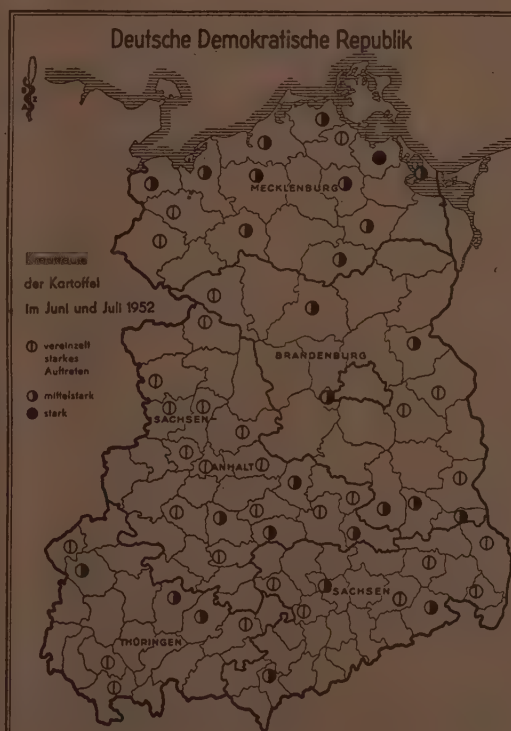 Deutsche Demokratische Republik
MECKLENBURG
der Kartoffel
im Juni und Juli 1952
vereinzelt
starkes
Auftreten
mittelstark
stark
BRANDENBURG
SACHSEN-
ANHALT
SACHSEN
THÜRINGEN